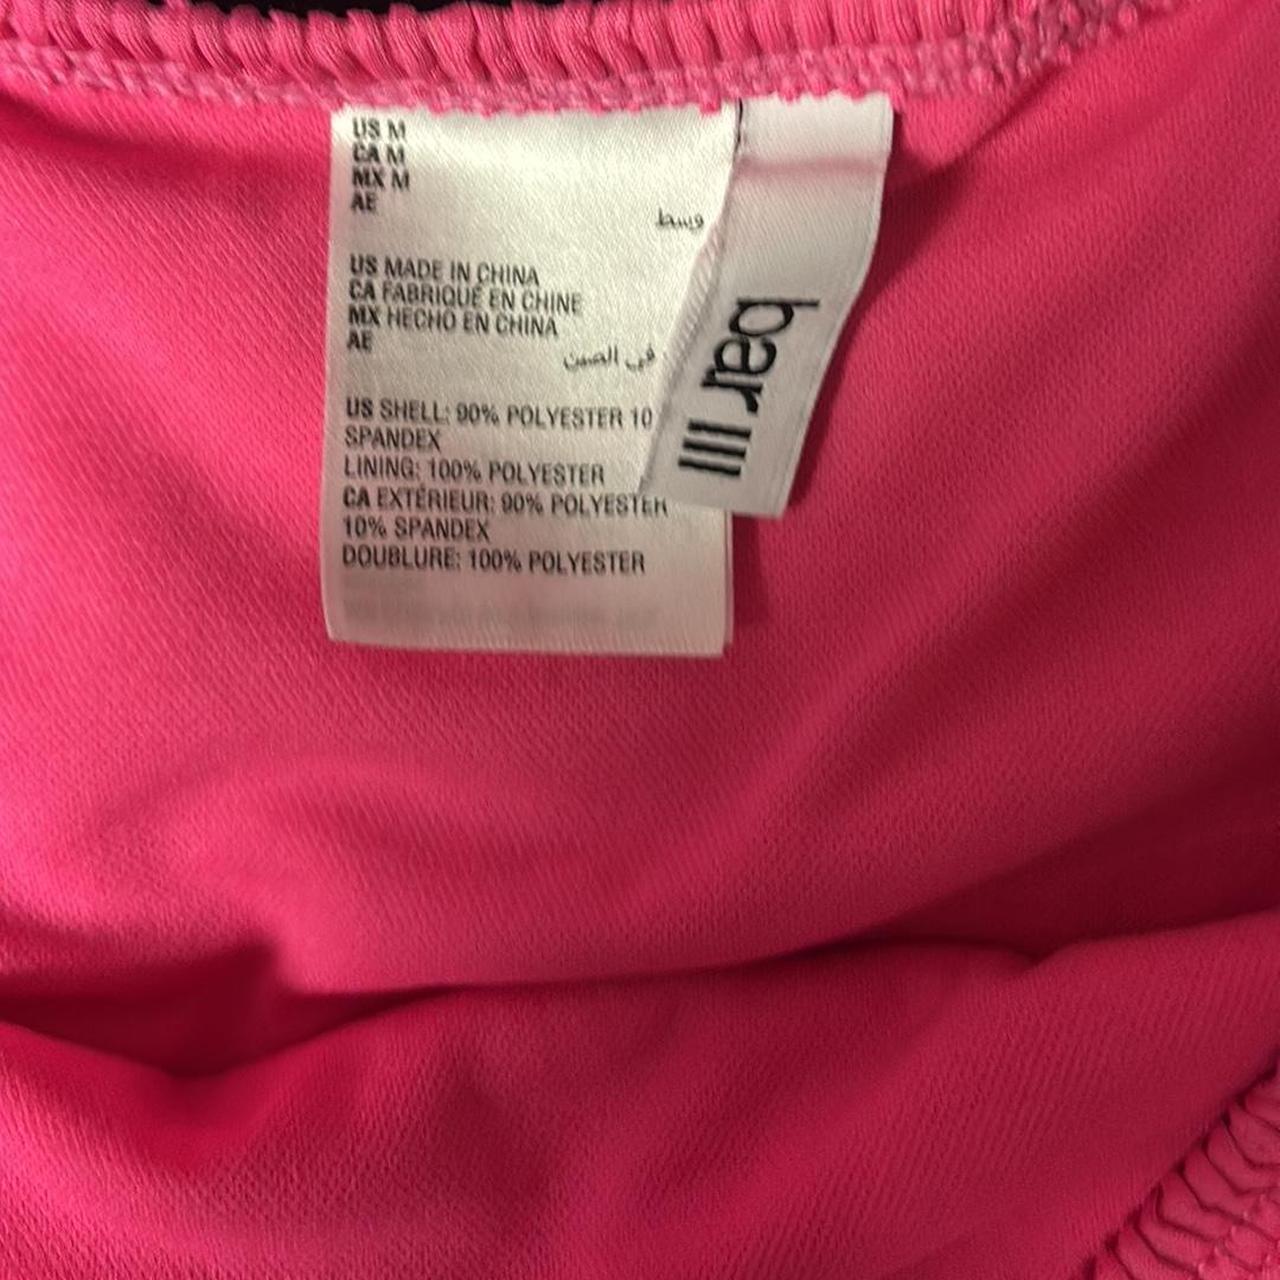 US M
CA M
MX M
AE
وسط
US MADE IN CHINA
CA FABRIQUÉ EN CHINE
MX HECHO EN CHINA
AE
في الصين
US SHELL: 90% POLYESTER 10
SPANDEX
LINING: 100% POLYESTER
CA EXTÉRIEUR: 90% POLYESTER
10% SPANDEX
DOUBLURE: 100% POLYESTER
bar III